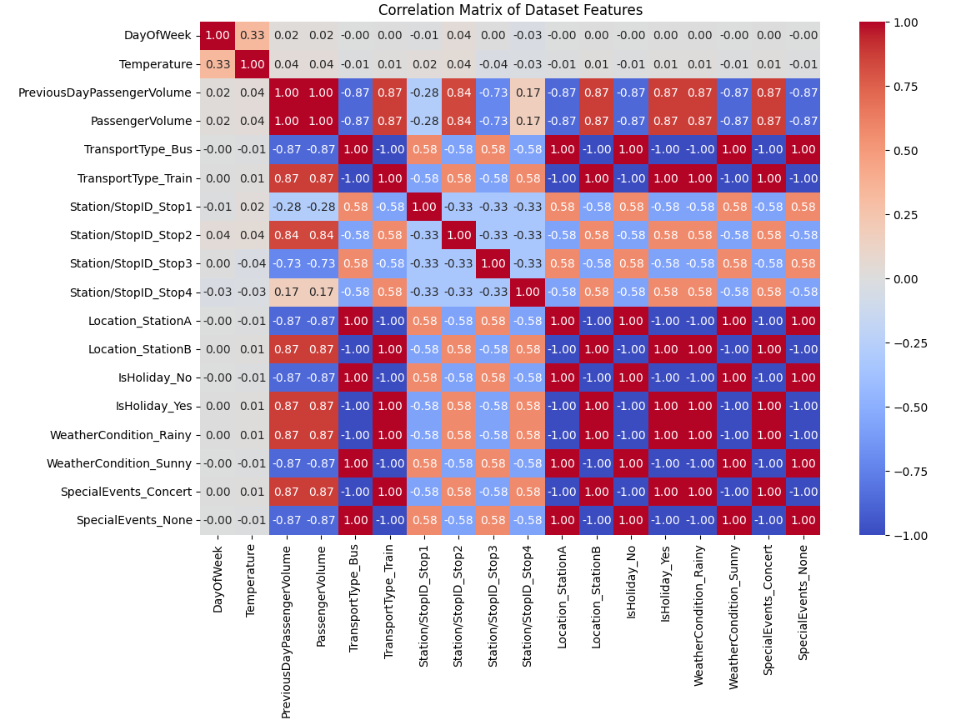 Correlation Matrix of Dataset Features
DayOfWeek 1.00 0.33 0.02 0.02 -0.00 0.00 -0.01 0.04 0.00 -0.03 -0.00 0.00 -0.00 0.00 0.00 -0.00 0.00 -0.00
Temperature 0.33 1.00 0.04 0.04 -0.01 0.01 0.02 0.04 -0.04 -0.03 -0.01 0.01 -0.01 0.01 0.01 -0.01 0.01 -0.01
PreviousDayPassengerVolume 0.02 0.04 1.00 1.00 -0.87 0.87 -0.28 0.84 -0.73 0.17 -0.87 0.87 -0.87 0.87 0.87 -0.87 0.87 -0.87
PassengerVolume 0.02 0.04 1.00 1.00 -0.87 0.87 -0.28 0.84 -0.73 0.17 -0.87 0.87 -0.87 0.87 0.87 -0.87 0.87 -0.87
TransportType_Bus -0.00 -0.01 -0.87 -0.87 1.00 -1.00 0.58 -0.58 0.58 -0.58 1.00 -1.00 1.00 -1.00 -1.00 1.00 -1.00 1.00
TransportType_Train 0.00 0.01 0.87 0.87 -1.00 1.00 -0.58 0.58 -0.58 0.58 -1.00 1.00 -1.00 1.00 1.00 -1.00 1.00 -1.00
Station/StopID_Stop1 -0.01 0.02 -0.28 -0.28 0.58 -0.58 1.00 -0.33 -0.33 -0.33 0.58 -0.58 0.58 -0.58 -0.58 0.58 -0.58 0.58
Station/StopID_Stop2 0.04 0.04 0.84 0.84 -0.58 0.58 -0.33 1.00 -0.33 -0.33 -0.58 0.58 -0.58 0.58 0.58 -0.58 0.58 -0.58
Station/StopID_Stop3 0.00 -0.04 -0.73 -0.73 0.58 -0.58 -0.33 -0.33 1.00 -0.33 0.58 -0.58 0.58 -0.58 -0.58 0.58 -0.58 0.58
Station/StopID_Stop4 -0.03 -0.03 0.17 0.17 -0.58 0.58 -0.33 -0.33 -0.33 1.00 -0.58 0.58 -0.58 0.58 0.58 -0.58 0.58 -0.58
Location_StationA -0.00 -0.01 -0.87 -0.87 1.00 -1.00 0.58 -0.58 0.58 -0.58 1.00 -1.00 1.00 -1.00 -1.00 1.00 -1.00 1.00
Location_StationB 0.00 0.01 0.87 0.87 -1.00 1.00 -0.58 0.58 -0.58 0.58 -1.00 1.00 -1.00 1.00 1.00 -1.00 1.00 -1.00
IsHoliday_No -0.00 -0.01 -0.87 -0.87 1.00 -1.00 0.58 -0.58 0.58 -0.58 1.00 -1.00 1.00 -1.00 -1.00 1.00 -1.00 1.00
IsHoliday_Yes 0.00 0.01 0.87 0.87 -1.00 1.00 -0.58 0.58 -0.58 0.58 -1.00 1.00 -1.00 1.00 1.00 -1.00 1.00 -1.00
WeatherCondition_Rainy 0.00 0.01 0.87 0.87 -1.00 1.00 -0.58 0.58 -0.58 0.58 -1.00 1.00 -1.00 1.00 1.00 -1.00 1.00 -1.00
WeatherCondition_Sunny -0.00 -0.01 -0.87 -0.87 1.00 -1.00 0.58 -0.58 0.58 -0.58 1.00 -1.00 1.00 -1.00 -1.00 1.00 -1.00 1.00
SpecialEvents_Concert 0.00 0.01 0.87 0.87 -1.00 1.00 -0.58 0.58 -0.58 0.58 -1.00 1.00 -1.00 1.00 1.00 -1.00 1.00 -1.00
SpecialEvents_None -0.00 -0.01 -0.87 -0.87 1.00 -1.00 0.58 -0.58 0.58 -0.58 1.00 -1.00 1.00 -1.00 -1.00 1.00 -1.00 1.00
DayOfWeek
Temperature
PreviousDayPassengerVolume
PassengerVolume
TransportType_Bus
TransportType_Train
Station/StopID_Stop1
Station/StopID_Stop2
Station/StopID_Stop3
Station/StopID_Stop4
Location_StationA
Location_StationB
IsHoliday_No
IsHoliday_Yes
WeatherCondition_Rainy
WeatherCondition_Sunny
SpecialEvents_Concert
SpecialEvents_None
1.00
0.75
0.50
0.25
0.00
−0.25
−0.50
−0.75
−1.00